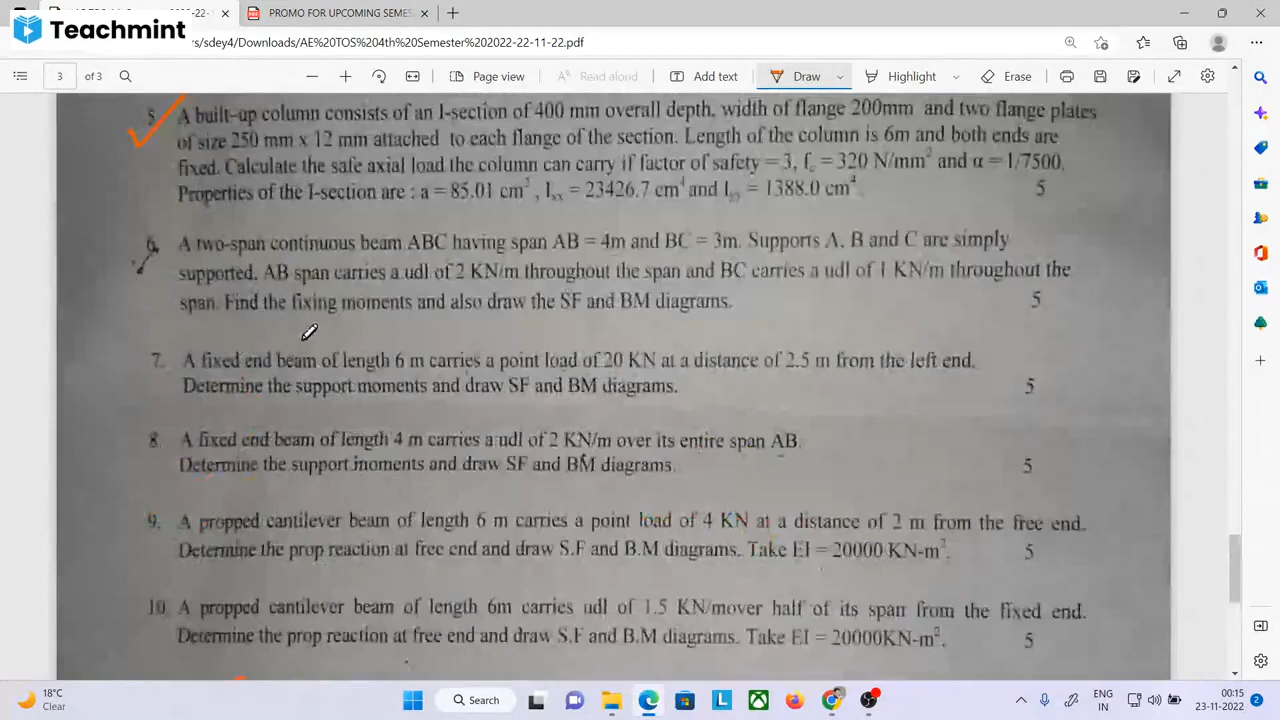 -22-1
PROMO FOR UPCOMING SEMES
Teachmint
s/sdey4/Downloads/AE%20TOS%204th%20Semester%202022-22-11-22.pdf
3 of 3
Page view
Read aloud
Add text
Draw
Highlight
Erase
5. A built-up column consists of an I-section of 400 mm overall depth, width of flange 200mm and two flange plates
of size 250 mm x 12 mm attached to each flange of the section. Length of the column is 6m and both ends are
fixed. Calculate the safe axial load the column can carry if factor of safety = 3, fc = 320 N/mm² and α = 1/7500.
Properties of the I-section are : a = 85.01 cm², Ixx = 23426.7 cm⁴ and Iyy = 1388.0 cm⁴. 5
6. A two-span continuous beam ABC having span AB = 4m and BC = 3m. Supports A, B and C are simply
supported. AB span carries a udl of 2 KN/m throughout the span and BC carries a udl of 1 KN/m throughout the
span. Find the fixing moments and also draw the SF and BM diagrams. 5
7. A fixed end beam of length 6 m carries a point load of 20 KN at a distance of 2.5 m from the left end.
Determine the support moments and draw SF and BM diagrams. 5
8. A fixed end beam of length 4 m carries a udl of 2 KN/m over its entire span AB.
Determine the support moments and draw SF and BM diagrams. 5
9. A propped cantilever beam of length 6 m carries a point load of 4 KN at a distance of 2 m from the free end.
Determine the prop reaction at free end and draw S.F and B.M diagrams. Take EI = 20000 KN-m². 5
10. A propped cantilever beam of length 6m carries udl of 1.5 KN/mover half of its span from the fixed end.
Determine the prop reaction at free end and draw S.F and B.M diagrams. Take EI = 20000KN-m². 5
18°C
Clear
Search
ENG
IN
00:15
23-11-2022
2